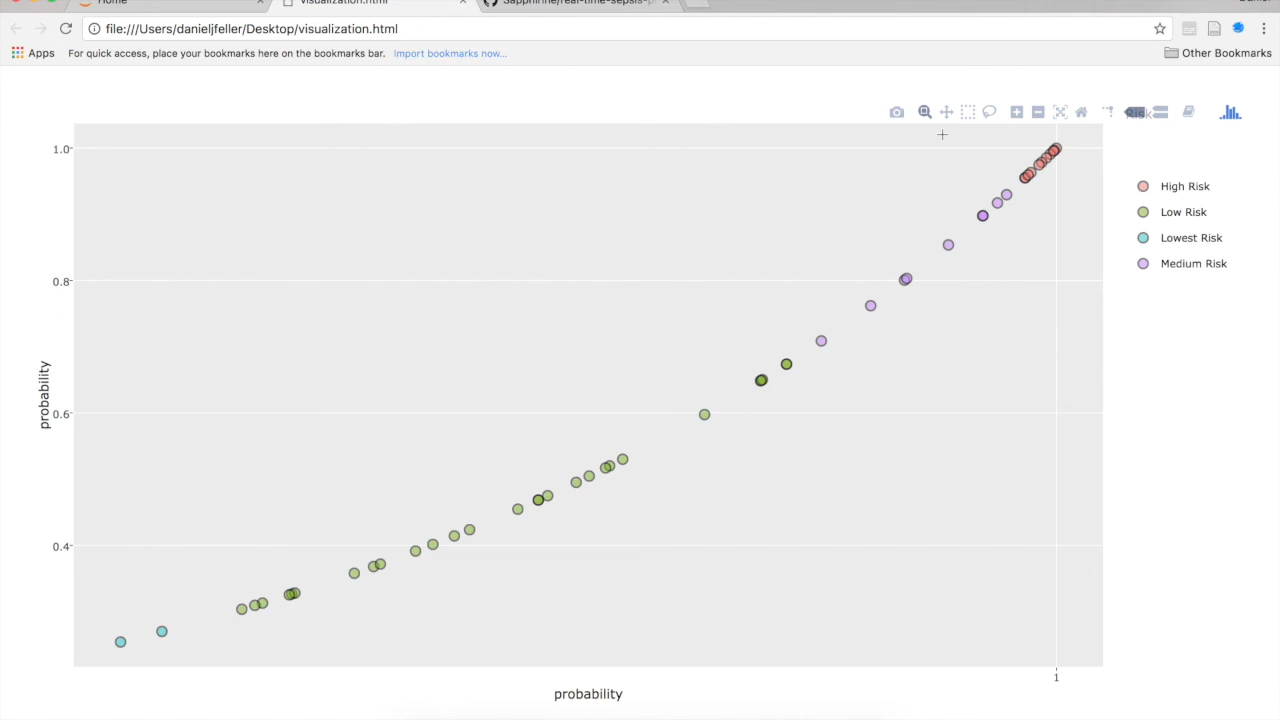 Home
visualization.html
Sapphirine/real-time-sepsis-p
file:///Users/danieljfeller/Desktop/visualization.html
Apps For quick access, place your bookmarks here on the bookmarks bar. Import bookmarks now... Other Bookmarks
Risk
High Risk
Low Risk
Lowest Risk
Medium Risk
1.0
0.8
0.6
0.4
probability
1
probability